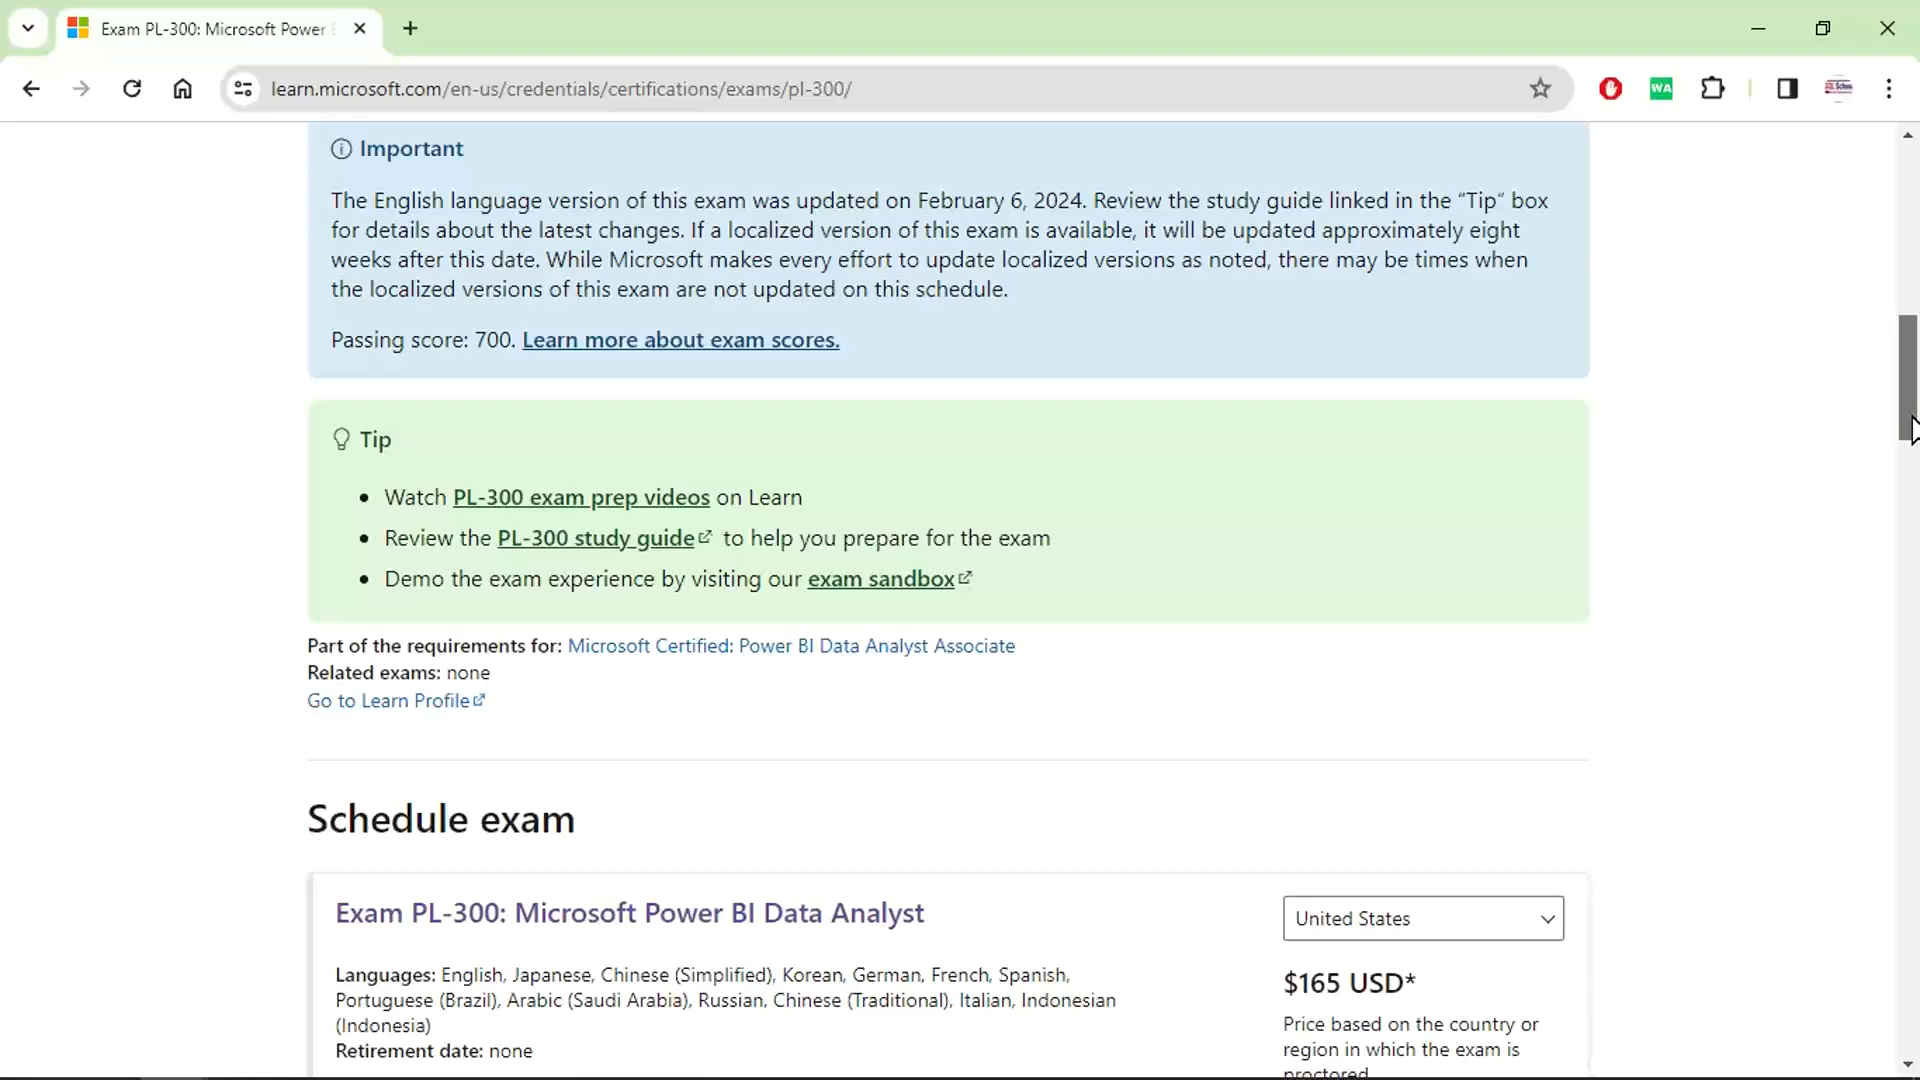 Exam PL-300: Microsoft Power
learn.microsoft.com/en-us/credentials/certifications/exams/pl-300/
WA
Important
The English language version of this exam was updated on February 6, 2024. Review the study guide linked in the “Tip” box
for details about the latest changes. If a localized version of this exam is available, it will be updated approximately eight
weeks after this date. While Microsoft makes every effort to update localized versions as noted, there may be times when
the localized versions of this exam are not updated on this schedule.
Passing score: 700. Learn more about exam scores.
Tip
• Watch PL-300 exam prep videos on Learn
• Review the PL-300 study guide to help you prepare for the exam
• Demo the exam experience by visiting our exam sandbox
Part of the requirements for: Microsoft Certified: Power BI Data Analyst Associate
Related exams: none
Go to Learn Profile
Schedule exam
Exam PL-300: Microsoft Power BI Data Analyst
United States
Languages: English, Japanese, Chinese (Simplified), Korean, German, French, Spanish,
Portuguese (Brazil), Arabic (Saudi Arabia), Russian, Chinese (Traditional), Italian, Indonesian
(Indonesia)
Retirement date: none
$165 USD*
Price based on the country or
region in which the exam is
proctored